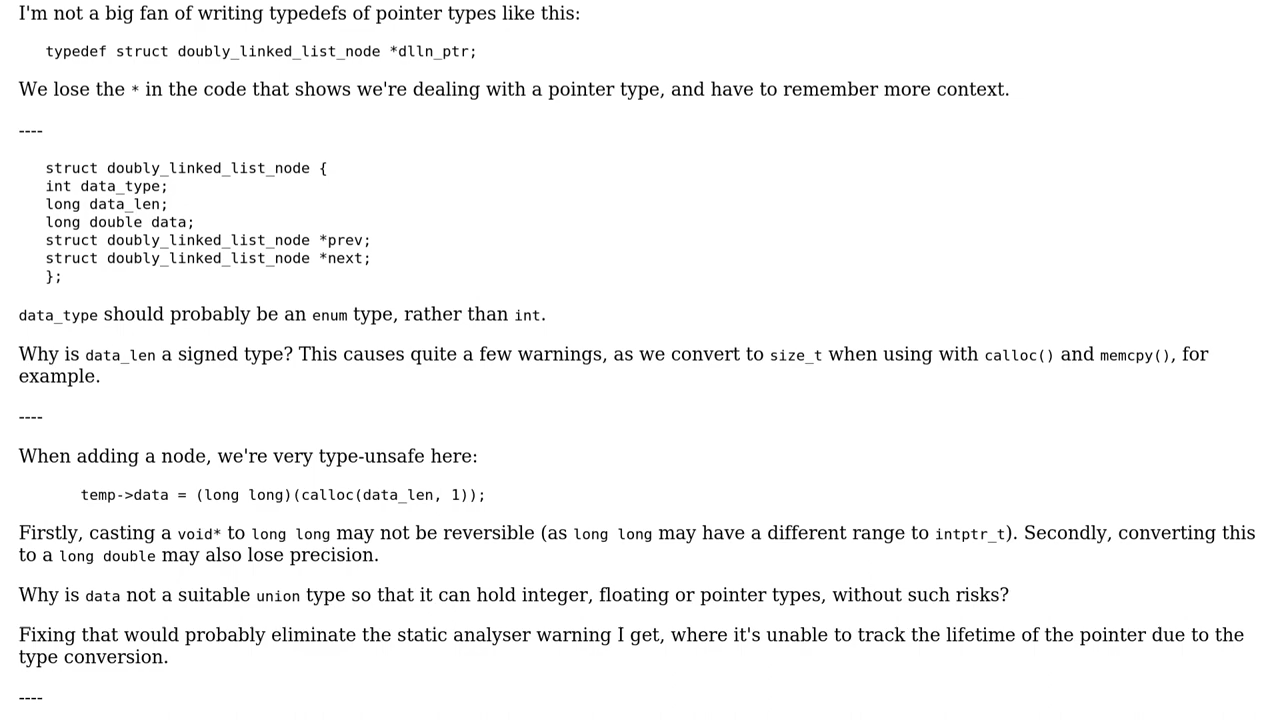 I'm not a big fan of writing typedefs of pointer types like this:
typedef struct doubly_linked_list_node *dlln_ptr;
We lose the * in the code that shows we're dealing with a pointer type, and have to remember more context.
----
struct doubly_linked_list_node {
int data_type;
long data_len;
long double data;
struct doubly_linked_list_node *prev;
struct doubly_linked_list_node *next;
};
data_type should probably be an enum type, rather than int.
Why is data_len a signed type? This causes quite a few warnings, as we convert to size_t when using with calloc() and memcpy(), for
example.
----
When adding a node, we're very type-unsafe here:
temp->data = (long long)(calloc(data_len, 1));
Firstly, casting a void* to long long may not be reversible (as long long may have a different range to intptr_t). Secondly, converting this
to a long double may also lose precision.
Why is data not a suitable union type so that it can hold integer, floating or pointer types, without such risks?
Fixing that would probably eliminate the static analyser warning I get, where it's unable to track the lifetime of the pointer due to the
type conversion.
----